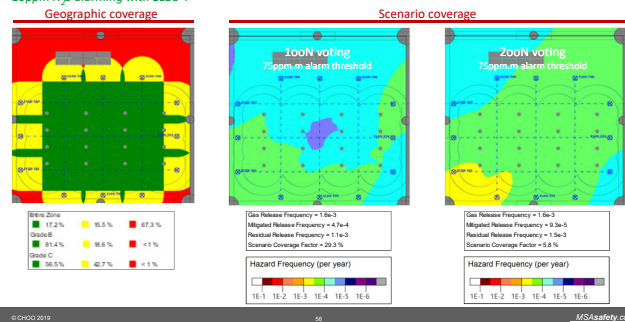 Geographic coverage
Scenario coverage
1ooN voting
75ppm.m alarm threshold
2ooN voting
75ppm.m alarm threshold
Entire Zone
17.2% 15.5 % 67.3 %
Grade B
81.4% 18.6 % < 1 %
Grade C
56.5% 42.7 % < 1 %
Gas Release Frequency = 1.6e-3
Mitigated Release Frequency = 4.7e-4
Residual Release Frequency = 1.1e-3
Scenario Coverage Factor = 29.3 %
Gas Release Frequency = 1.6e-3
Mitigated Release Frequency = 9.3e-5
Residual Release Frequency = 1.5e-3
Scenario Coverage Factor = 5.8 %
Hazard Frequency (per year)
1E-1 1E-2 1E-3 1E-4 1E-5 1E-6
Hazard Frequency (per year)
1E-1 1E-2 1E-3 1E-4 1E-5 1E-6
© CHOO 2019
56
MSAsafety.co